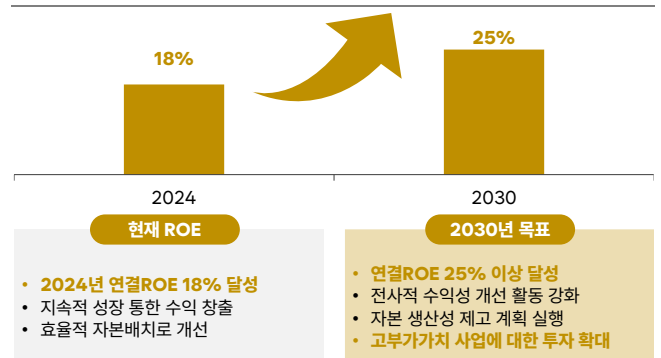 18%
25%
2024
2030
현재 ROE
2030년 목표
• 2024년 연결ROE 18% 달성
• 지속적 성장 통한 수익 창출
• 효율적 자본배치로 개선
• 연결ROE 25% 이상 달성
• 전사적 수익성 개선 활동 강화
• 자본 생산성 제고 계획 실행
• 고부가가치 사업에 대한 투자 확대